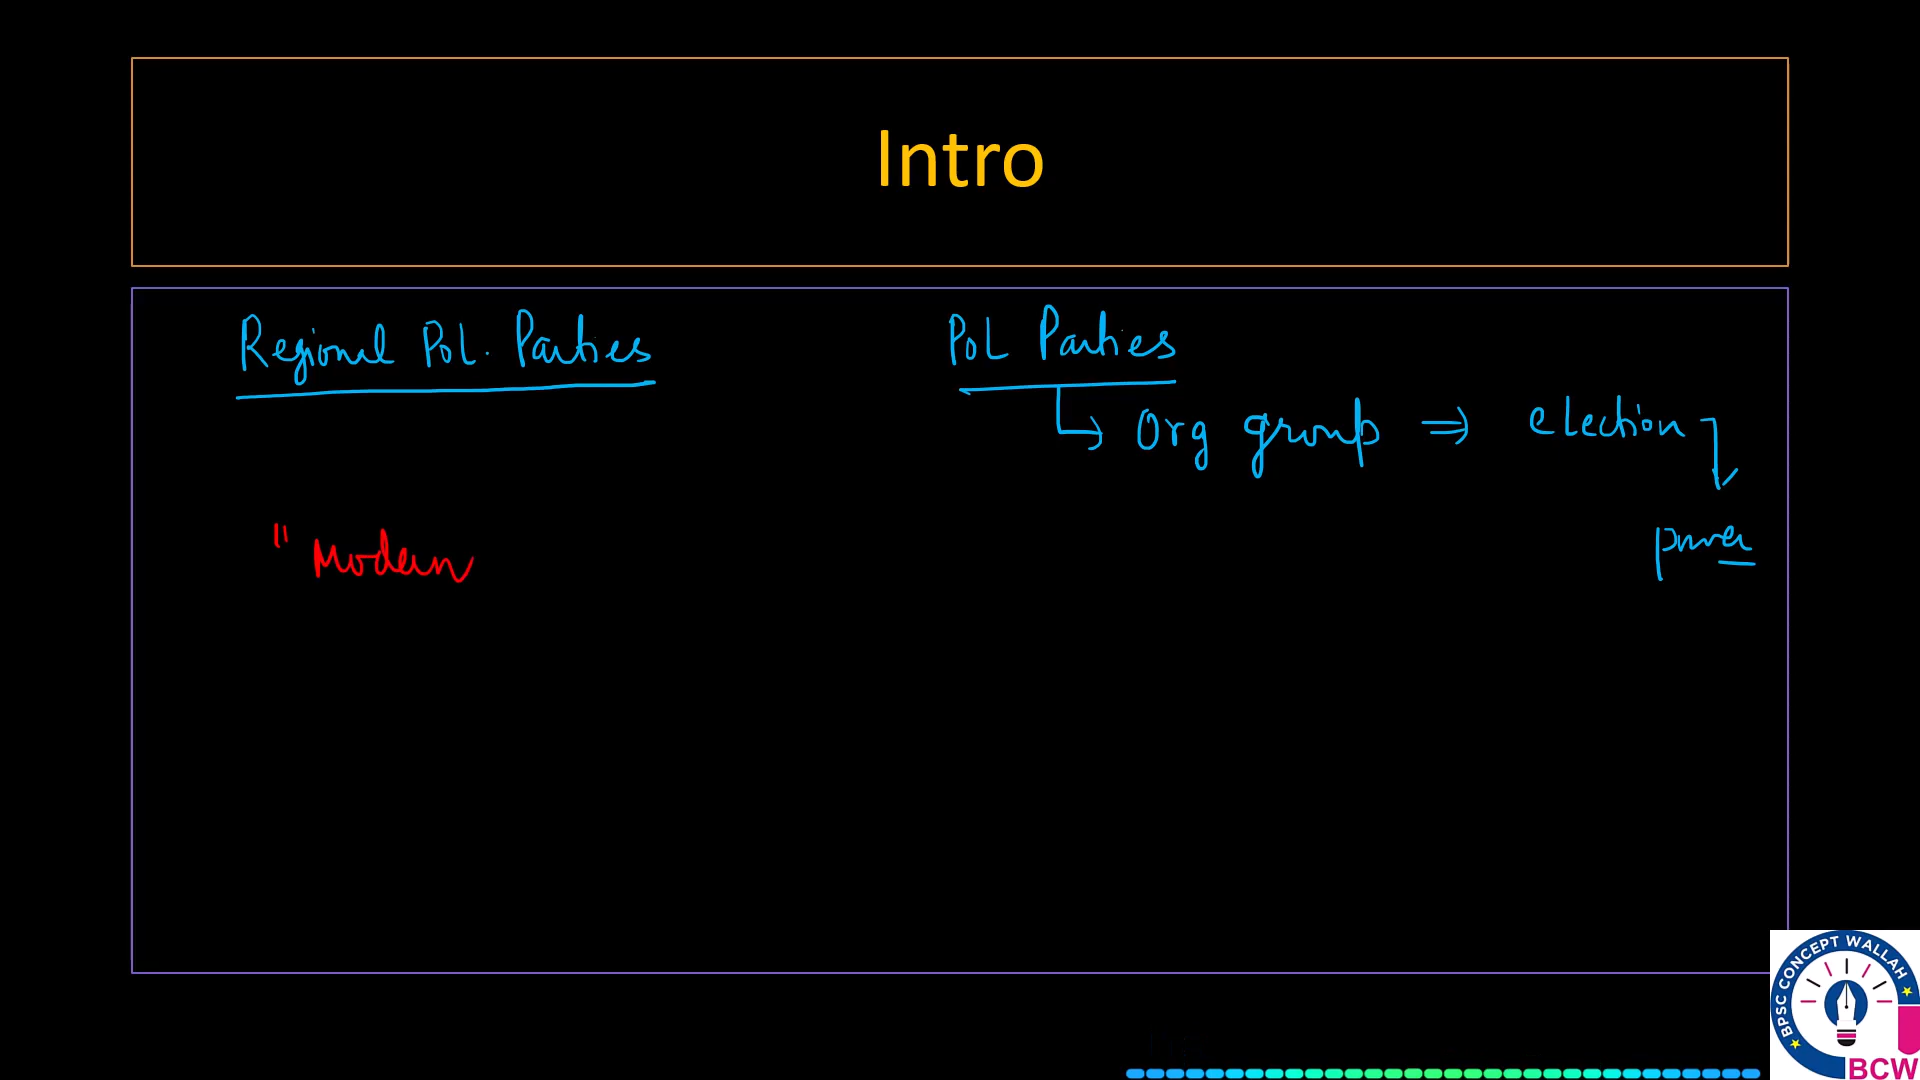 Intro
Regional Pol. Parties
Pol Parties
↳ Org group ⇒ election
power
" Modern
BPSC CONCEPT WALLAH
BCW